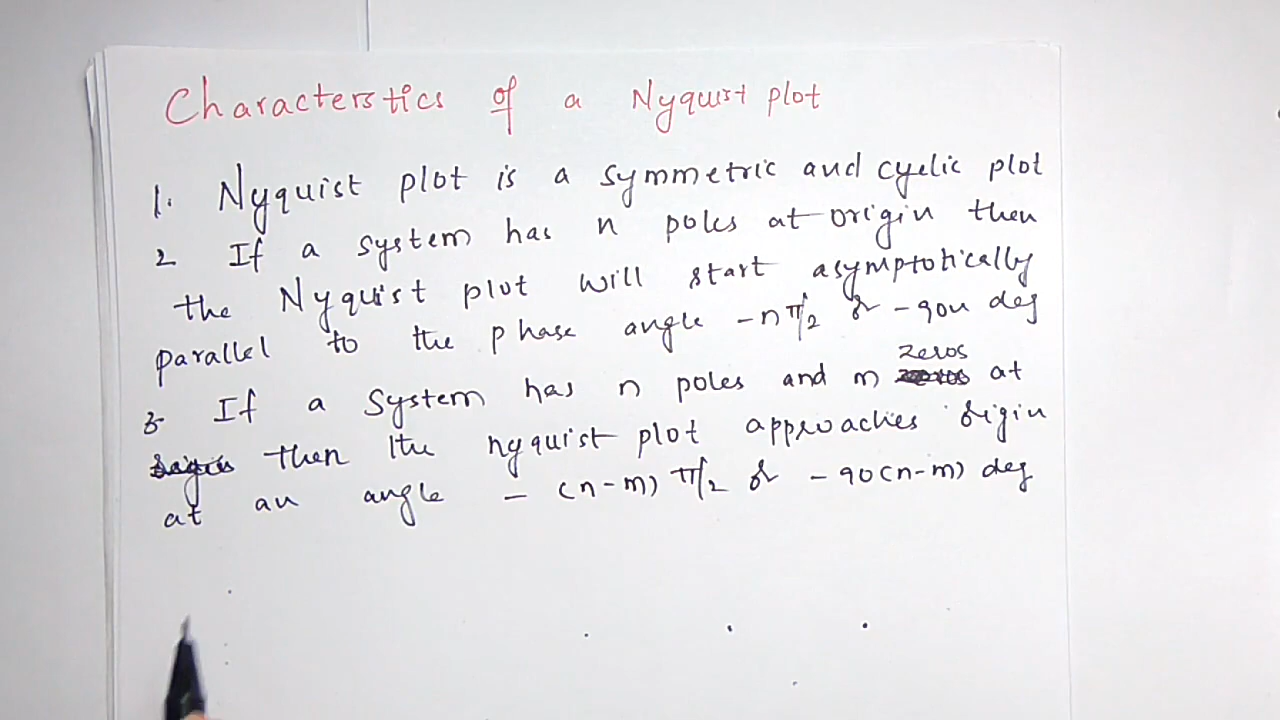 Characterstics of a Nyquist plot
1. Nyquist plot is a symmetric and cyclic plot
2 If a system has n poles at origin then
the Nyquist plot will start asymptotically
parallel to the phase angle -nπ/2 or -90n deg
3 If a System has n poles and m zeros at
then the nyquist plot approaches origin
at an angle - (n-m) π/2 or - 90(n-m) deg